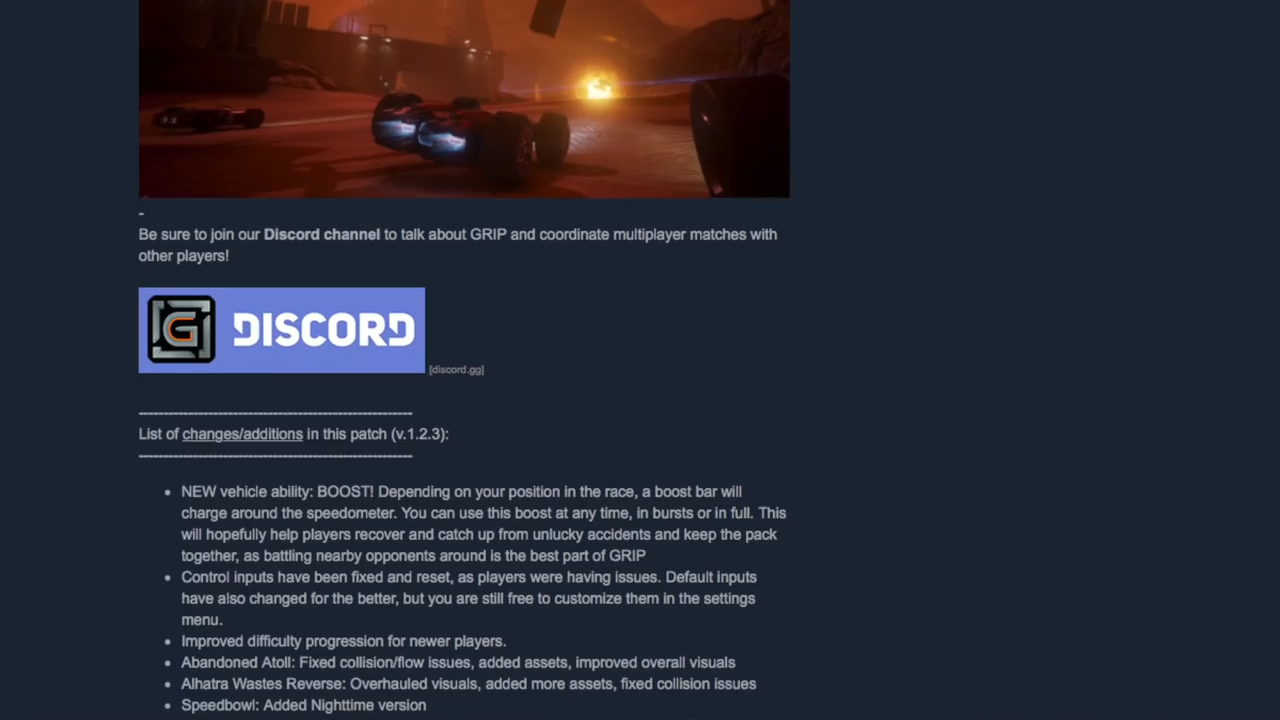 -
Be sure to join our Discord channel to talk about GRIP and coordinate multiplayer matches with
other players!
G DISCORD
[discord.gg]
-------------------------------------------------------
List of changes/additions in this patch (v.1.2.3):
-------------------------------------------------------
• NEW vehicle ability: BOOST! Depending on your position in the race, a boost bar will
charge around the speedometer. You can use this boost at any time, in bursts or in full. This
will hopefully help players recover and catch up from unlucky accidents and keep the pack
together, as battling nearby opponents around is the best part of GRIP
• Control inputs have been fixed and reset, as players were having issues. Default inputs
have also changed for the better, but you are still free to customize them in the settings
menu.
• Improved difficulty progression for newer players.
• Abandoned Atoll: Fixed collision/flow issues, added assets, improved overall visuals
• Alhatra Wastes Reverse: Overhauled visuals, added more assets, fixed collision issues
• Speedbowl: Added Nighttime version